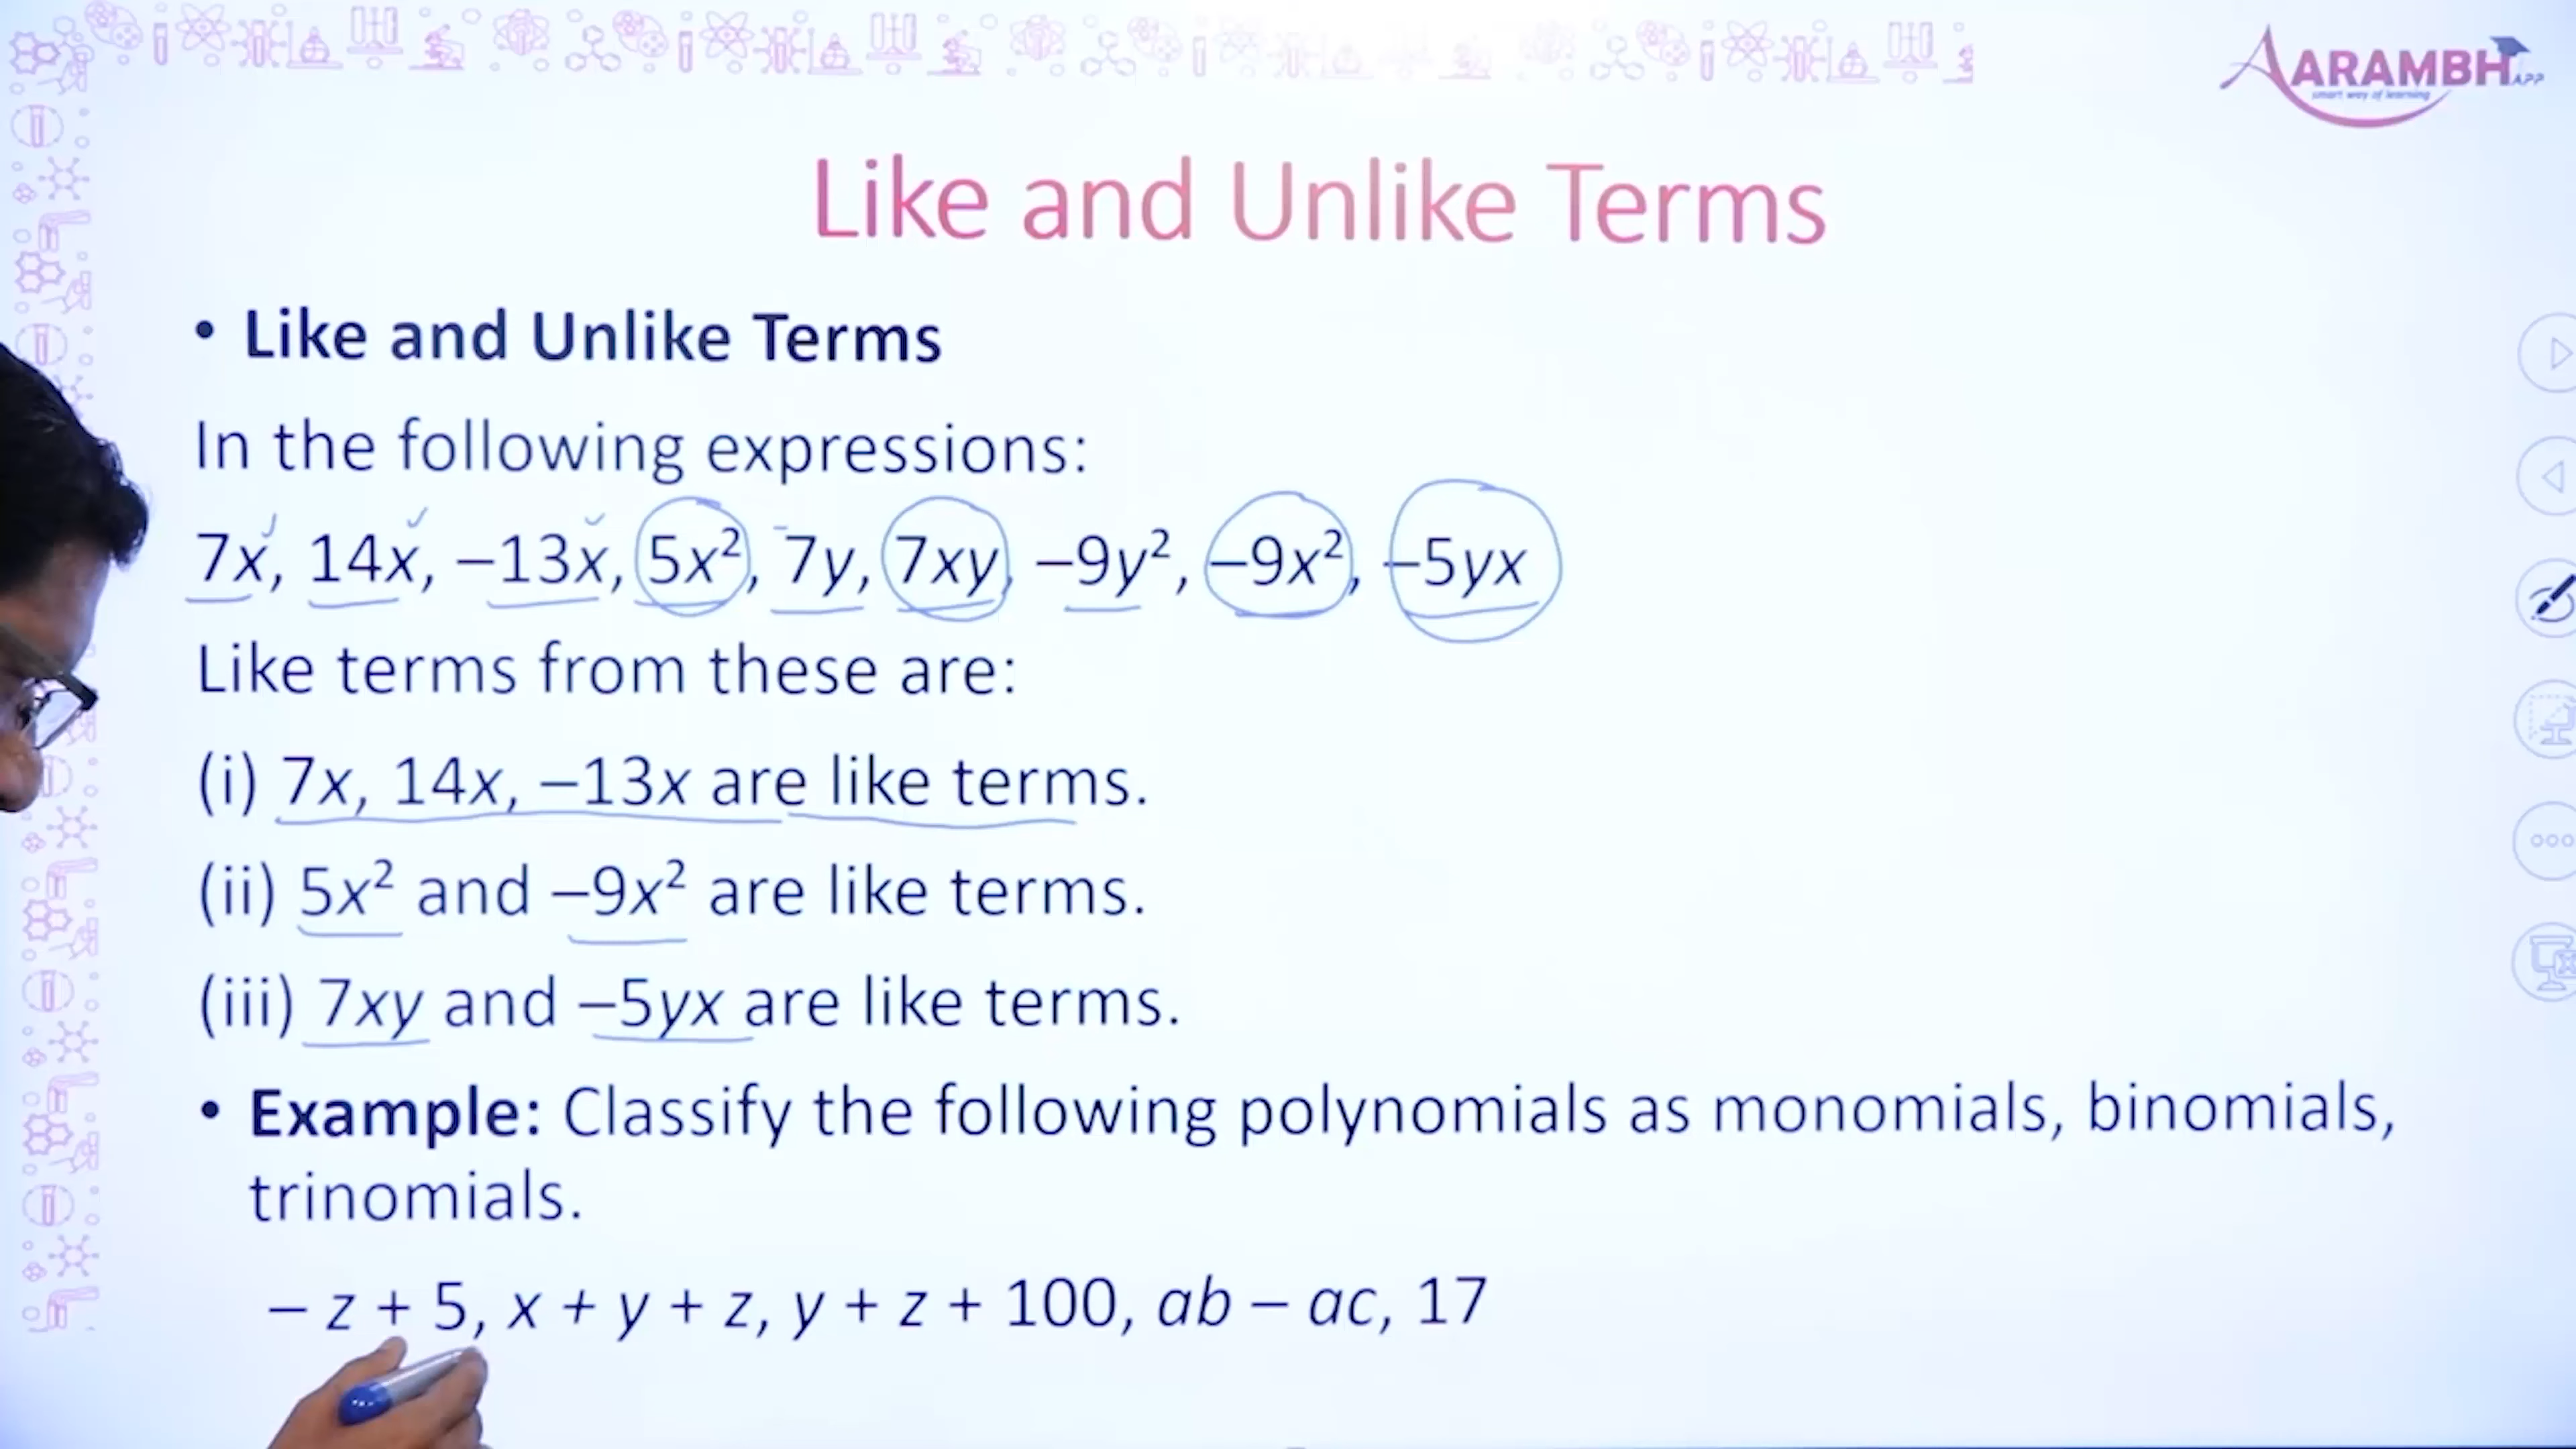 AARAMBH APP
smart way of learning
Like and Unlike Terms
• Like and Unlike Terms
In the following expressions:
7x, 14x, –13x, 5x², 7y, 7xy, –9y², –9x², –5yx
Like terms from these are:
(i) 7x, 14x, –13x are like terms.
(ii) 5x² and –9x² are like terms.
(iii) 7xy and –5yx are like terms.
• Example: Classify the following polynomials as monomials, binomials,
trinomials.
– z + 5, x + y + z, y + z + 100, ab – ac, 17